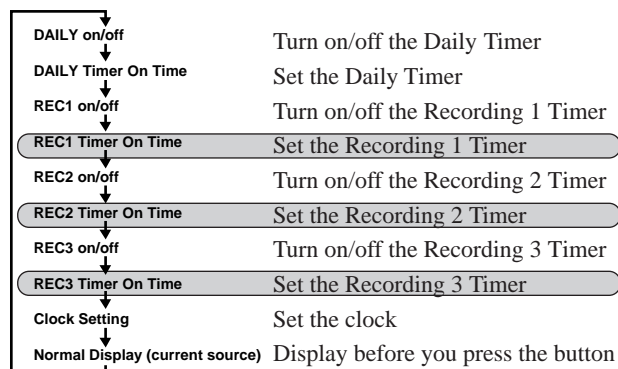 DAILY on/off Turn on/off the Daily Timer
DAILY Timer On Time Set the Daily Timer
REC1 on/off Turn on/off the Recording 1 Timer
REC1 Timer On Time Set the Recording 1 Timer
REC2 on/off Turn on/off the Recording 2 Timer
REC2 Timer On Time Set the Recording 2 Timer
REC3 on/off Turn on/off the Recording 3 Timer
REC3 Timer On Time Set the Recording 3 Timer
Clock Setting Set the clock
Normal Display (current source) Display before you press the button